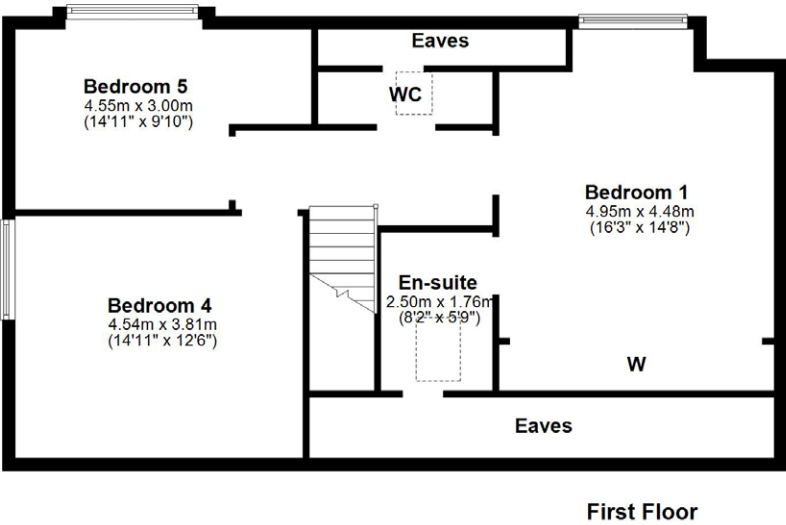 Eaves
Bedroom 5
4.55m x 3.00m
(14'11" x 9'10")
WC
Bedroom 1
4.95m x 4.48m
(16'3" x 14'8")
En-suite
2.50m x 1.76m
(8'2" x 5'9")
Bedroom 4
4.54m x 3.81m
(14'11" x 12'6")
W
Eaves
First Floor